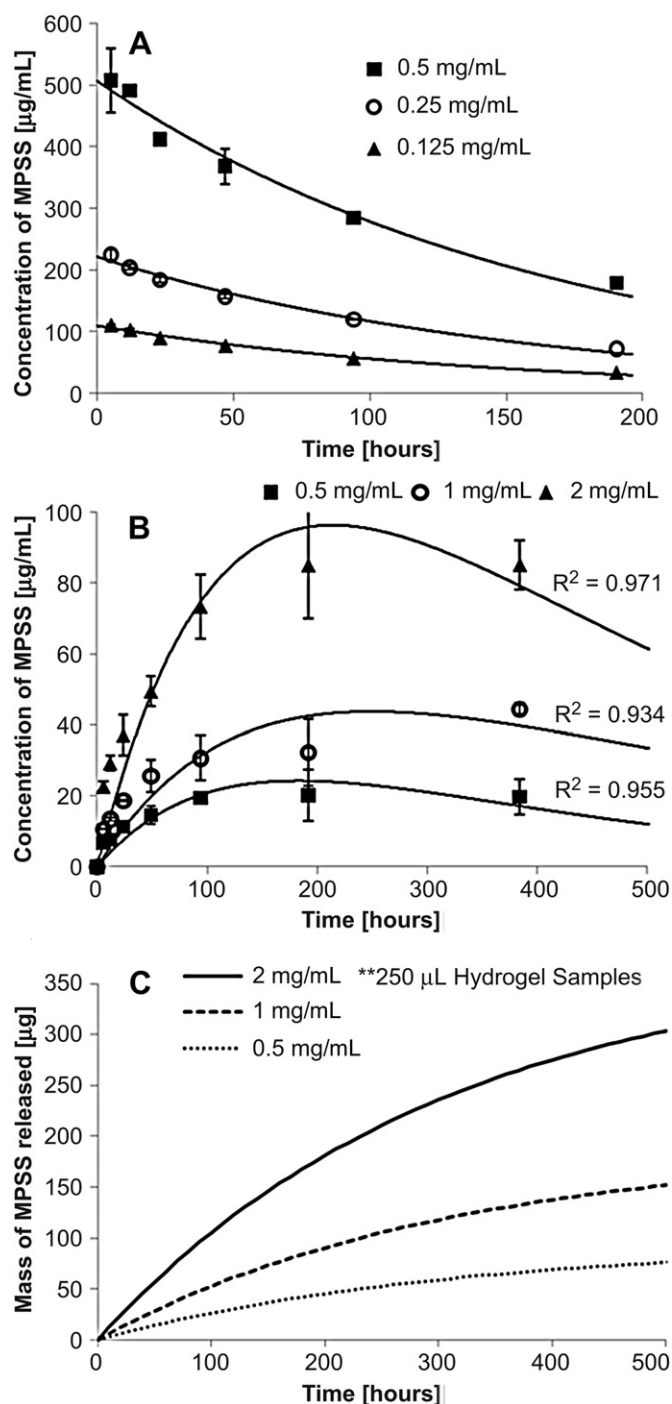 A
600
500
400
300
200
100
0
Concentration of MPSS [µg/mL]
0.5 mg/mL
0.25 mg/mL
0.125 mg/mL
0 50 100 150 200
Time [hours]
B
0.5 mg/mL 1 mg/mL 2 mg/mL
100
80
60
40
20
0
Concentration of MPSS [µg/mL]
R² = 0.971
R² = 0.934
R² = 0.955
0 100 200 300 400 500
Time [hours]
C
2 mg/mL **250 µL Hydrogel Samples
1 mg/mL
0.5 mg/mL
350
300
250
200
150
100
50
0
Mass of MPSS released [µg]
0 100 200 300 400 500
Time [hours]